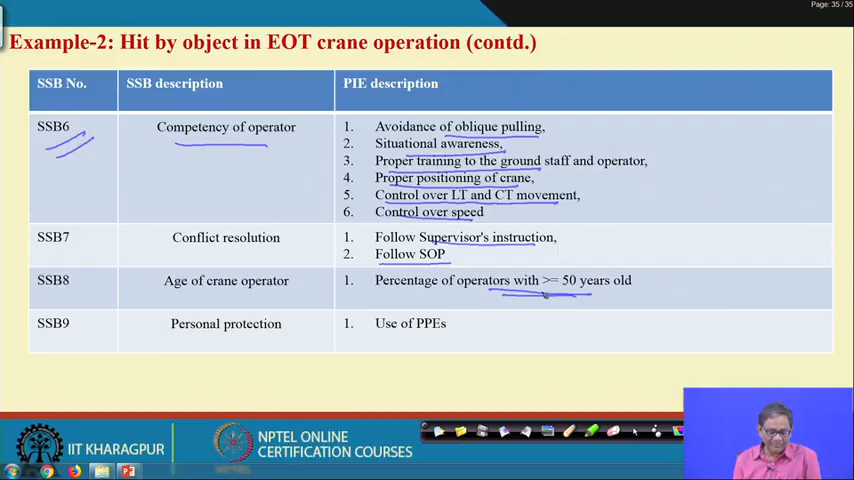 Page: 35 / 35
Example-2: Hit by object in EOT crane operation (contd.)
SSB No. SSB description PIE description
SSB6 Competency of operator 1. Avoidance of oblique pulling,
2. Situational awareness,
3. Proper training to the ground staff and operator,
4. Proper positioning of crane,
5. Control over LT and CT movement,
6. Control over speed
SSB7 Conflict resolution 1. Follow Supervisor's instruction,
2. Follow SOP
SSB8 Age of crane operator 1. Percentage of operators with >= 50 years old
SSB9 Personal protection 1. Use of PPEs
IIT KHARAGPUR
NPTEL ONLINE
CERTIFICATION COURSES